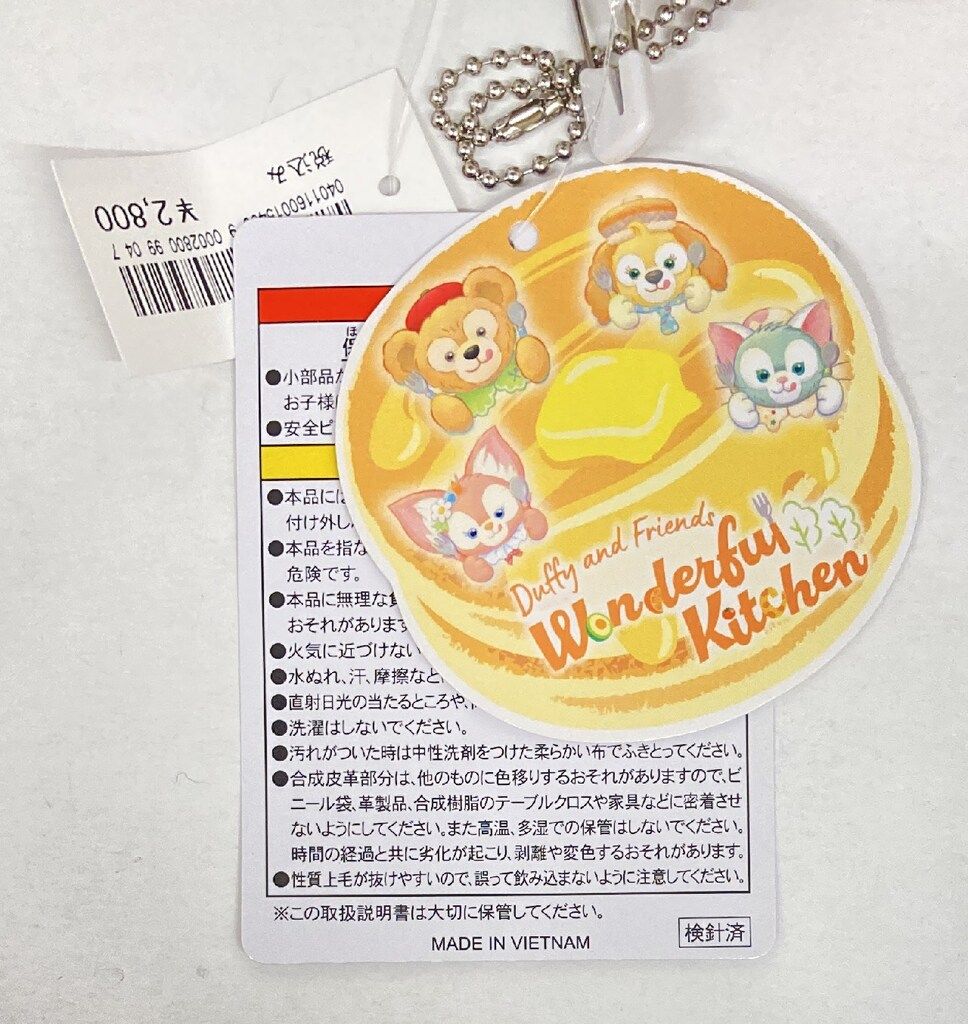 税込み
¥2,800
0002800 99 04 7
小部品
お子様
●安全ピ
●本品には
付け外し
●本品を指
危険です。
●本品に無理な
おそれがあります
●火気に近づけない
●水ぬれ、汗、摩擦など
●直射日光の当たるところや、
●洗濯はしないでください。
●汚れがついた時は中性洗剤をつけた柔らかい布でふきとってください。
●合成皮革部分は、他のものに色移りするおそれがありますので、ビ
ニール袋、革製品、合成樹脂のテーブルクロスや家具などに密着させ
ないようにしてください。また高温、多湿での保管はしないでください。
時間の経過と共に劣化が起こり、剥離や変色するおそれがあります。
●性質上毛が抜けやすいので、誤って飲み込まないように注意してください。
※この取扱説明書は大切に保管してください。
MADE IN VIETNAM
検針済
Duffy and Friends
Wonderful
Kitchen